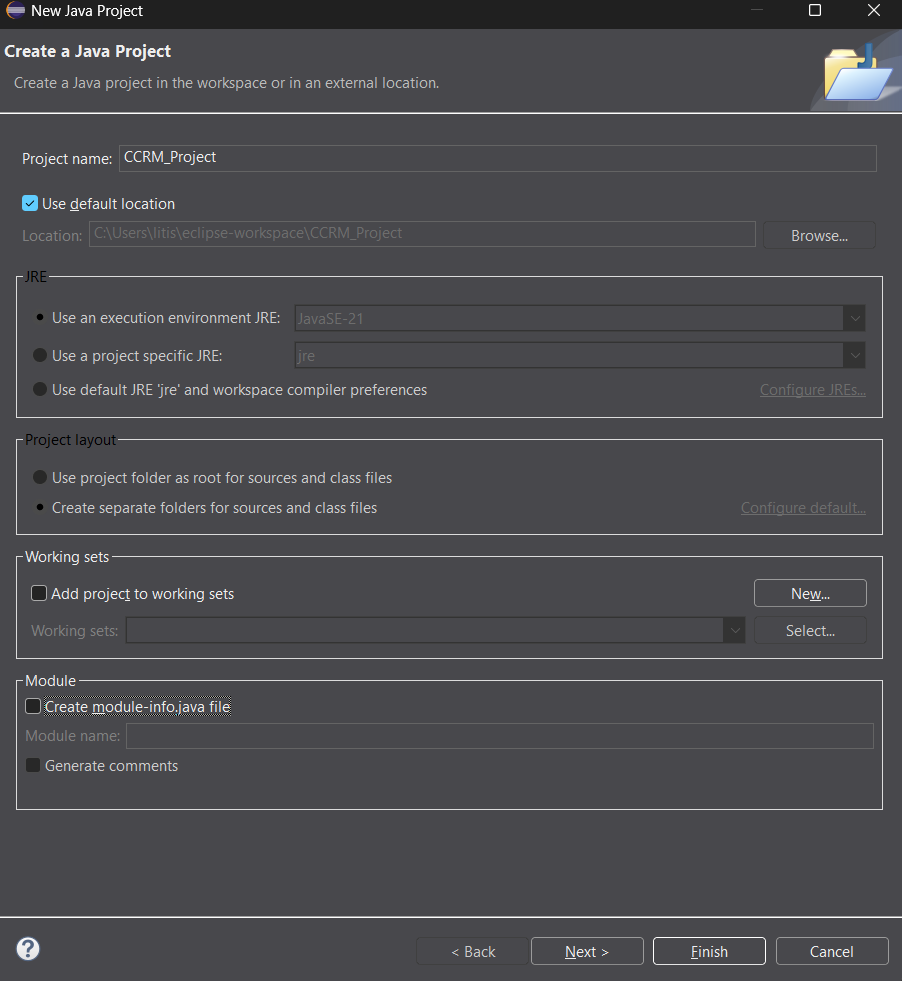 New Java Project
Create a Java Project
Create a Java project in the workspace or in an external location.
Project name: CCRM_Project
Use default location
Location: C:\Users\litis\eclipse-workspace\CCRM_Project Browse...
JRE
Use an execution environment JRE: JavaSE-21
Use a project specific JRE: jre
Use default JRE 'jre' and workspace compiler preferences Configure JREs...
Project layout
Use project folder as root for sources and class files
Create separate folders for sources and class files Configure default...
Working sets
Add project to working sets New...
Working sets: Select...
Module
Create module-info.java file
Module name:
Generate comments
? < Back Next > Finish Cancel